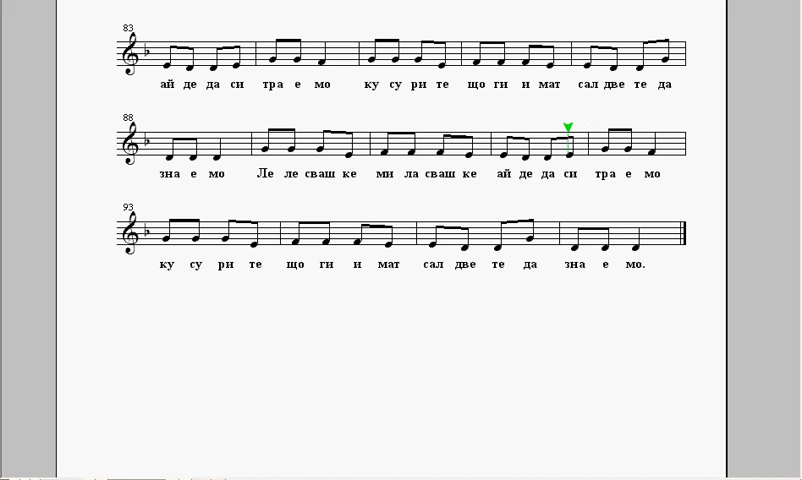 83
ай де да си тра е мо ку су ри те що ги и мат сал две те да
88
зна е мо Ле ле сваш ке ми ла сваш ке ай де да си тра е мо
93
ку су ри те що ги и мат сал две те да зна е мо.